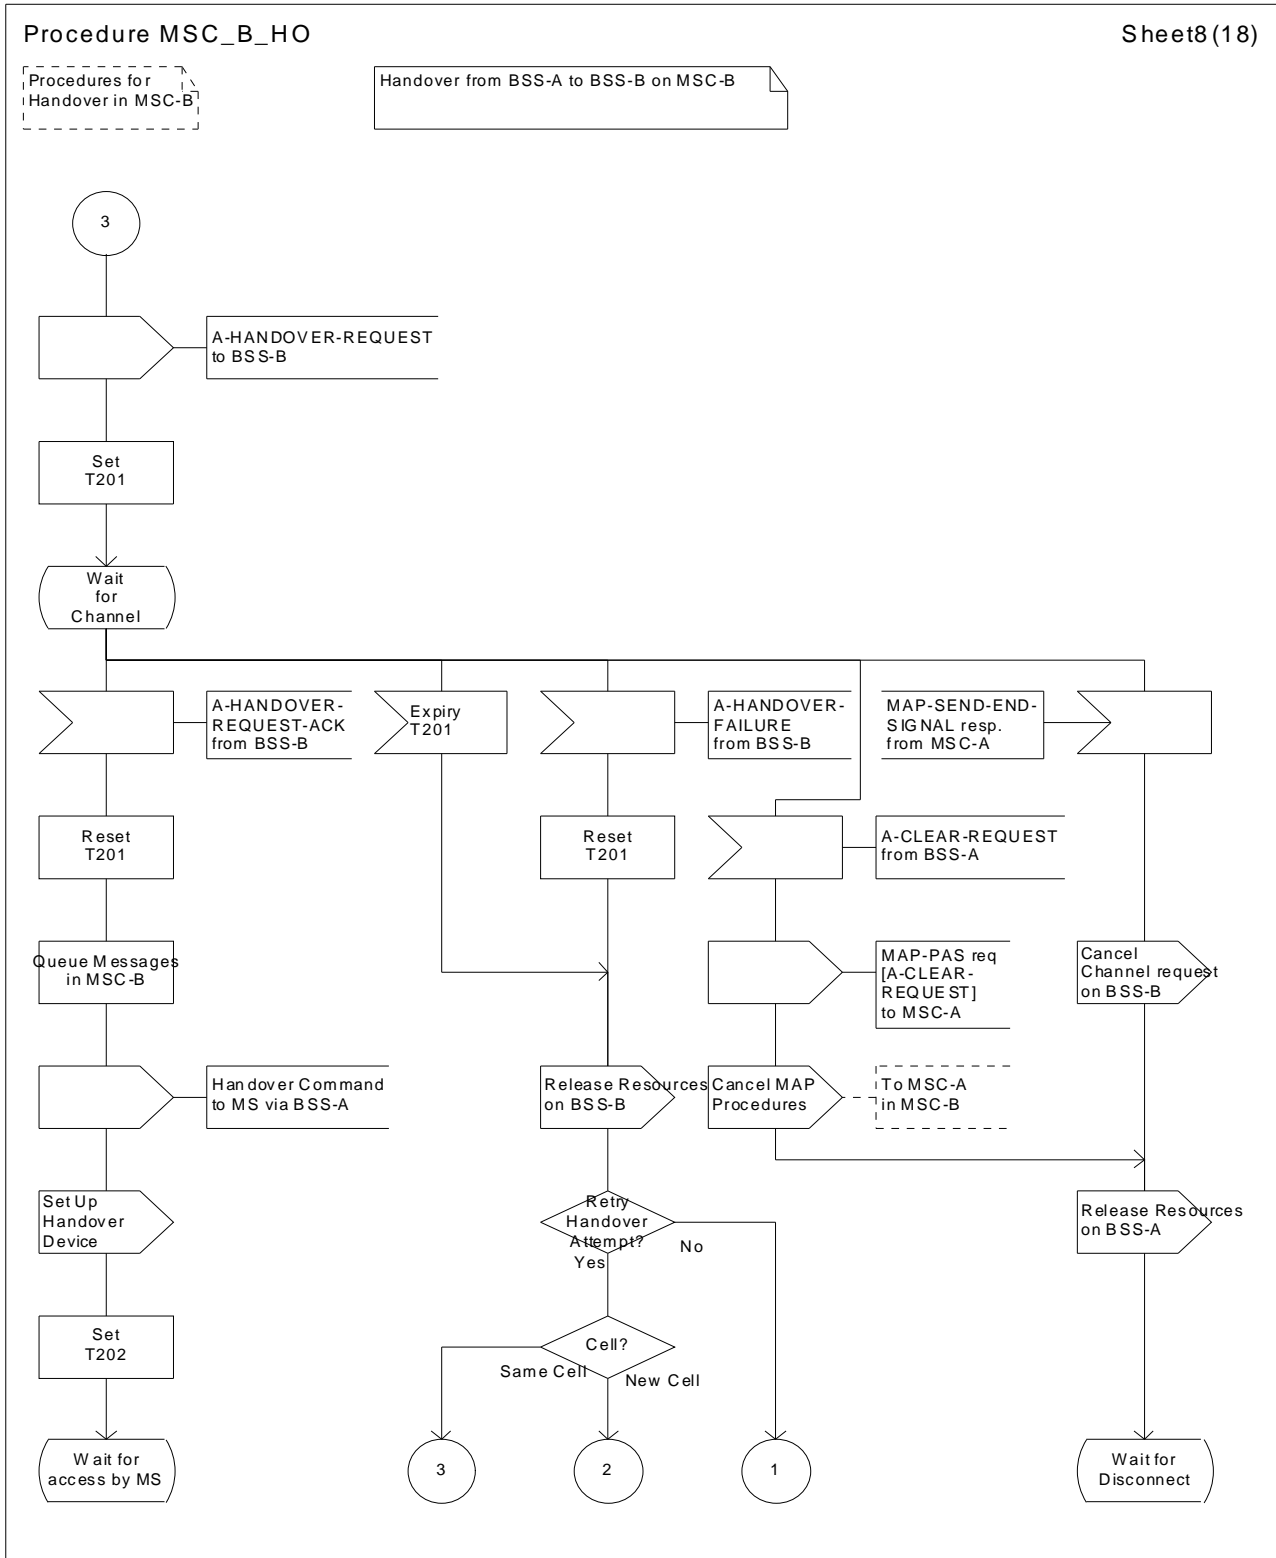 Procedure MSC_B_HO
Sheet8(18)
Procedures for
Handover in MSC-B
Handover from BSS-A to BSS-B on MSC-B
3
A-HANDOVER-REQUEST
to BSS-B
Set
T201
Wait
for
Channel
A-HANDOVER-
REQUEST-ACK
from BSS-B
Expiry
T201
A-HANDOVER-
FAILURE
from BSS-B
MAP-SEND-END-
SIGNAL resp.
from MSC-A
Reset
T201
Reset
T201
A-CLEAR-REQUEST
from BSS-A
Queue Messages
in MSC-B
MAP-PAS req
[A-CLEAR-
REQUEST]
to MSC-A
Cancel
Channel request
on BSS-B
Handover Command
to MS via BSS-A
Release Resources
on BSS-B
Cancel MAP
Procedures
To MSC-A
in MSC-B
Set Up
Handover
Device
Retry
Handover
Attempt?
Yes
No
Release Resources
on BSS-A
Set
T202
Cell?
Same Cell
New Cell
Wait for
access by MS
3
2
1
Wait for
Disconnect